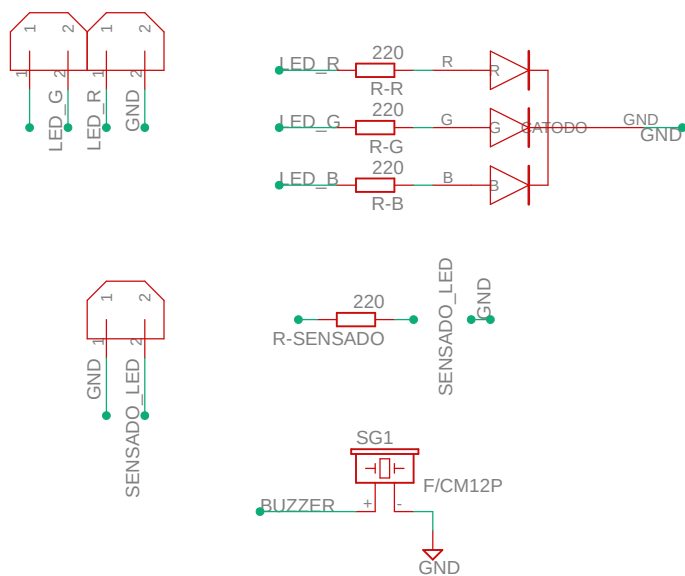 1 2 1 2
1 2 1 2
LED_G LED_R GND
LED_R 220 R R
R-R
LED_G 220 G G CATODO GND GND
R-G
LED_B 220 B B
R-B
1 2
1 2
GND SENSADO_LED
220
R-SENSADO
SENSADO_LED GND
SG1
F/CM12P
BUZZER + -
GND